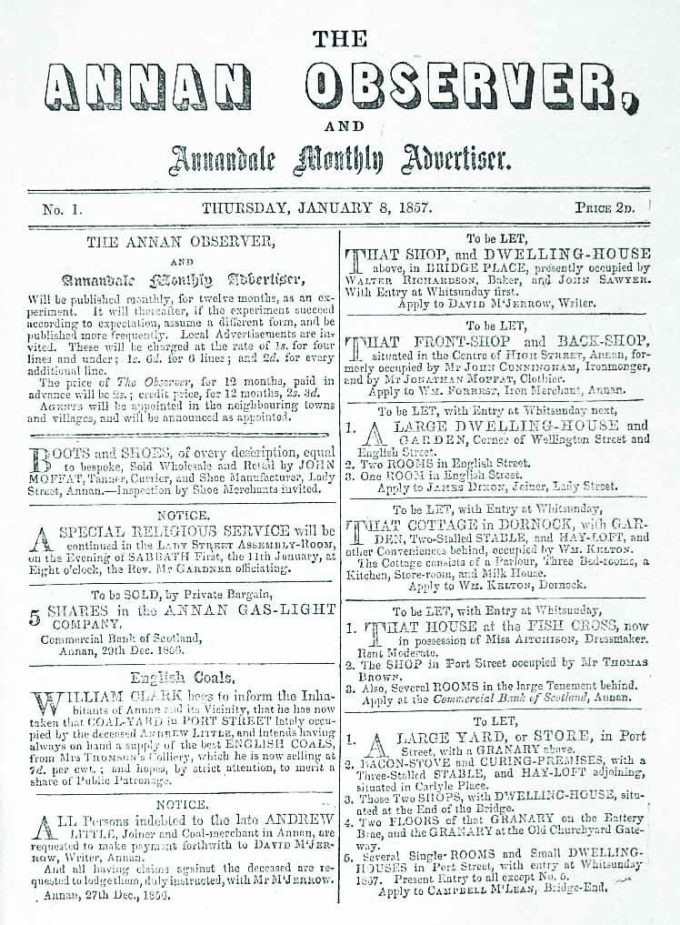 THE
ANNAN OBSERVER,
AND
Annandale Monthly Advertiser.
No. 1.
THURSDAY, JANUARY 8, 1857.
PRICE 2D.
THE ANNAN OBSERVER,
AND
Annandale Monthly Advertiser,
Will be published monthly, for twelve months, as an ex-
periment. It will thereafter, if the experiment succeed
according to expectation, assume a different form, and be
published more frequently. Local Advertisements are in-
vited. These will be charged at the rate of 1s. for four
lines and under; 1s. 6d. for 6 lines; and 2d. for every
additional line.
The price of The Observer, for 12 months, paid in
advance will be 2s.; credit price, for 12 months, 2s. 3d.
AGENTS will be appointed in the neighbouring towns
and villages, and will be announced as appointed.
BOOTS and SHOES, of every description, equal
to bespoke, Sold Wholesale and Retail by JOHN
MOFFAT, Tanner, Currier, and Shoe Manufacturer, Lady
Street, Annan.—Inspection by Shoe Merchants invited.
NOTICE.
A SPECIAL RELIGIOUS SERVICE will be
continued in the LADY STREET ASSEMBLY-ROOM,
on the Evening of SABBATH First, the 11th January, at
Eight o'clock, the Rev. Mr GARDNER officiating.
To be SOLD, by Private Bargain,
5 SHARES in the ANNAN GAS-LIGHT
COMPANY.
Commercial Bank of Scotland,
Annan, 29th Dec. 1856.
English Coals.
WILLIAM CLARK begs to inform the Inha-
bitants of Annan and its Vicinity, that he has now
taken that COAL-YARD in PORT STREET lately occu-
pied by the deceased ANDREW LITTLE, and intends having
always on hand a supply of the best ENGLISH COALS,
from Mrs THOMSON'S Colliery, which he is now selling at
7d. per cwt.; and hopes, by strict attention, to merit a
share of Public Patronage.
NOTICE.
ALL Persons indebted to the late ANDREW
LITTLE, Joiner and Coal-merchant in Annan, are
requested to make payment forthwith to DAVID M'JER-
ROW, Writer, Annan.
And all having claims against the deceased are re-
quested to lodge them, duly instructed, with Mr M'JERROW.
Annan, 27th Dec., 1856.
To be LET,
THAT SHOP, and DWELLING-HOUSE
above, in BRIDGE PLACE, presently occupied by
WALTER RICHARDSON, Baker, and JOHN SAWYER.
With Entry at Whitsunday first.
Apply to DAVID M'JERROW, Writer.
To be LET,
THAT FRONT-SHOP and BACK-SHOP,
situated in the Centre of HIGH STREET, Annan, for-
merly occupied by Mr JOHN CUNNINGHAM, Ironmonger,
and by Mr JONATHAN MOFFAT, Clothier.
Apply to WM. FORREST, Iron Merchant, Annan.
To be LET, with Entry at Whitsunday next,
1. A LARGE DWELLING-HOUSE and
GARDEN, Corner of Wellington Street and
English Street.
2. Two ROOMS in English Street.
3. One ROOM in English Street.
Apply to JAMES DIXON, Joiner, Lady Street.
To be LET, with Entry at Whitsunday,
THAT COTTAGE in DORNOCK, with GAR-
DEN, Two-Stalled STABLE, and HAY-LOFT, and
other Conveniences behind, occupied by WM. KELTON.
The Cottage consists of a Parlour, Three Bed-rooms, a
Kitchen, Store-room, and Milk House.
Apply to WM. KELTON, Dornock.
To be LET, with Entry at Whitsunday,
1. THAT HOUSE at the FISH CROSS, now
in possession of Miss AITCHISON, Dressmaker.
Rent Moderate.
2. The SHOP in Port Street occupied by Mr THOMAS
BROWN.
3. Also, Several ROOMS in the large Tenement behind.
Apply at the Commercial Bank of Scotland, Annan.
To LET,
1. A LARGE YARD, or STORE, in Port
Street, with a GRANARY above.
2. BACON-STOVE and CURING-PREMISES, with a
Three-Stalled STABLE, and HAY-LOFT adjoining,
situated in Carlyle Place.
3. Those Two SHOPS, with DWELLING-HOUSE, situ-
ated at the End of the Bridge.
4. Two FLOORS of that GRANARY on the Battery
Brae, and the GRANARY at the Old Churchyard Gate-
way.
5. Several Single-ROOMS and Small DWELLING-
HOUSES in Port Street, with entry at Whitsunday
1857. Present Entry to all except No. 5.
Apply to CAMPBELL M'LEAN, Bridge-End.